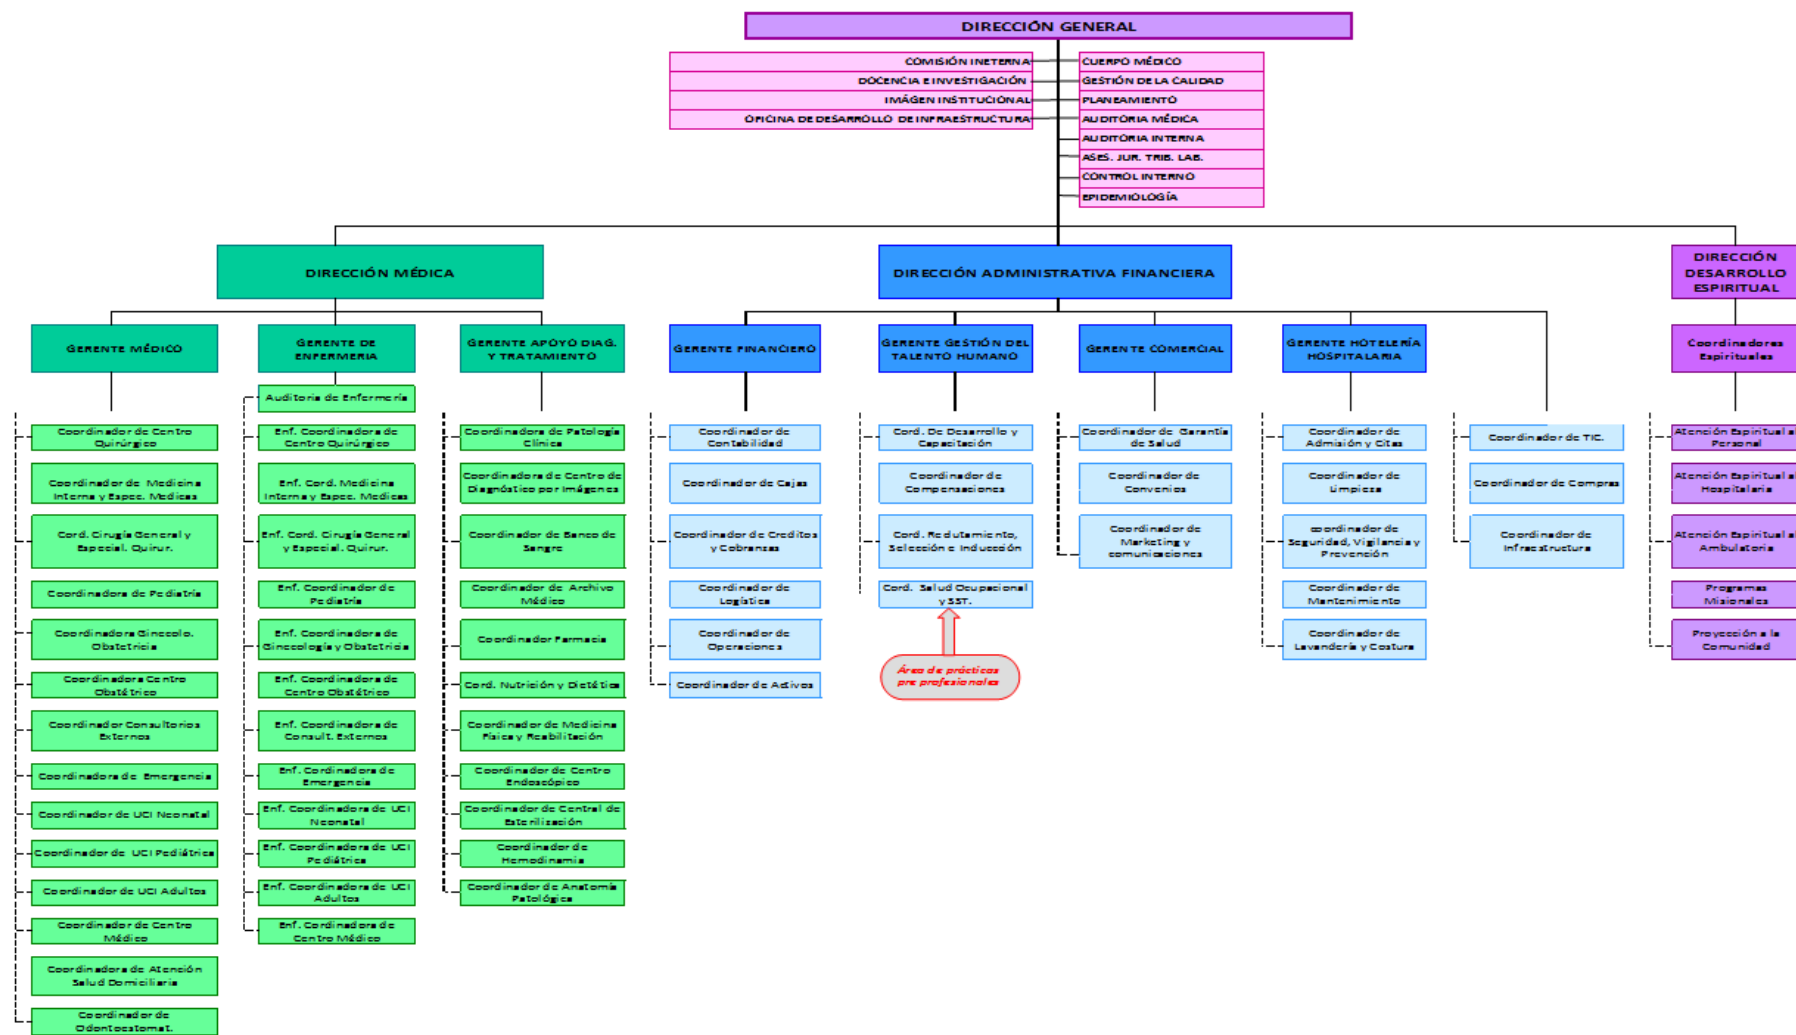 DIRECCIÓN GENERAL
COMISIÓN INETERNA
CUERPO MÉDICO
DOCENCIA E INVESTIGACIÓN
GESTIÓN DE LA CALIDAD
IMÁGEN INSTITUCIONAL
PLANEAMIENTO
OFICINA DE DESARROLLO DE INFRAESTRUCTURA
AUDITORIA MÉDICA
AUDITORIA INTERNA
ASES. JUR. TRIB. LAB.
CONTROL INTERNO
EPIDEMIOLOGÍA
DIRECCIÓN MÉDICA
DIRECCIÓN ADMINISTRATIVA FINANCIERA
DIRECCIÓN
DESARROLLO
ESPIRITUAL
GERENTE MÉDICO
GERENTE DE
ENFERMERIA
GERENTE APOYO DIAG.
Y TRATAMIENTO
GERENTE FINANCIERO
GERENTE GESTIÓN DEL
TALENTO HUMANO
GERENTE COMERCIAL
GERENTE HOTELERÍA
HOSPITALARIA
Coordinadores
Espirituales
Coordinador de Centro
Quirúrgico
Coordinador de Medicina
Interna y Espec. Medicas
Cord. Cirugía General y
Especial. Quirur.
Coordinadora de Pediatría
Coordinadora Ginecolo.
Obstetricia
Coordinadora Centro
Obstétrico
Coordinador Consultorios
Externos
Coordinadora de Emergencia
Coordinador de UCI Neonatal
Coordinador de UCI Pediátrica
Coordinador de UCI Adultos
Coordinador de Centro
Médico
Coordinadora de Atención
Salud Domiciliaria
Coordinador de
Odontoestomat.
Auditoria de Enfermería
Enf. Coordinadora de
Centro Quirúrgico
Enf. Cord. Medicina
Interna y Espec. Medicas
Enf. Cord. Cirugía General
y Especial. Quirur.
Enf. Coordinadora de
Pediatría
Enf. Coordinadora de
Ginecología y Obstetricia
Enf. Coordinadora de
Centro Obstétrico
Enf. Coordinadora de
Consult. Externos
Enf. Cordinadora de
Emergencia
Enf. Coordinadora de UCI
Neonatal
Enf. Coordinadora de UCI
Pediátrica
Enf. Coordinadora de UCI
Adultos
Enf. Cordinadora de
Centro Médico
Coordinadora de Patología
Clínica
Coordinadora de Centro de
Diagnóstico por Imágenes
Coordinador de Banco de
Sangre
Coordinador de Archivo
Médico
Coordinador Farmacia
Cord. Nutrición y Dietética
Coordinador de Medicina
Física y Reabilitación
Coordinador de Centro
Endoscópico
Coordinador de Central de
Esterilización
Coordinador de
Hemodinamia
Coordinador de Anatomía
Patológica
Coordinador de
Contabilidad
Coordinador de Cajas
Coordinador de Creditos
y Cobranzas
Coordinador de
Logística
Coordinador de
Operaciones
Coordinador de Activos
Cord. De Desarrollo y
Capacitación
Coordinador de
Compensaciones
Cord. Reclutamiento,
Selección e Inducción
Cord. Salud Ocupacional
y SST.
Área de prácticas
pre profesionales
Coordinador de Garantía
de Salud
Coordinador de
Convenios
Coordinador de
Marketing y
comunicaciones
Coordinador de
Admisión y Citas
Coordinador de
Limpieza
coordinador de
Seguridad, Vigilancia y
Prevención
Coordinador de
Mantenimiento
Coordinador de
Lavandería y Costura
Coordinador de TIC.
Coordinador de Compras
Coordinador de
Infraestructura
Atención Espiritual al
Personal
Atención Espiritual al
Hospitalaria
Atención Espiritual al
Ambulatoria
Programas
Misionales
Proyección a la
Comunidad